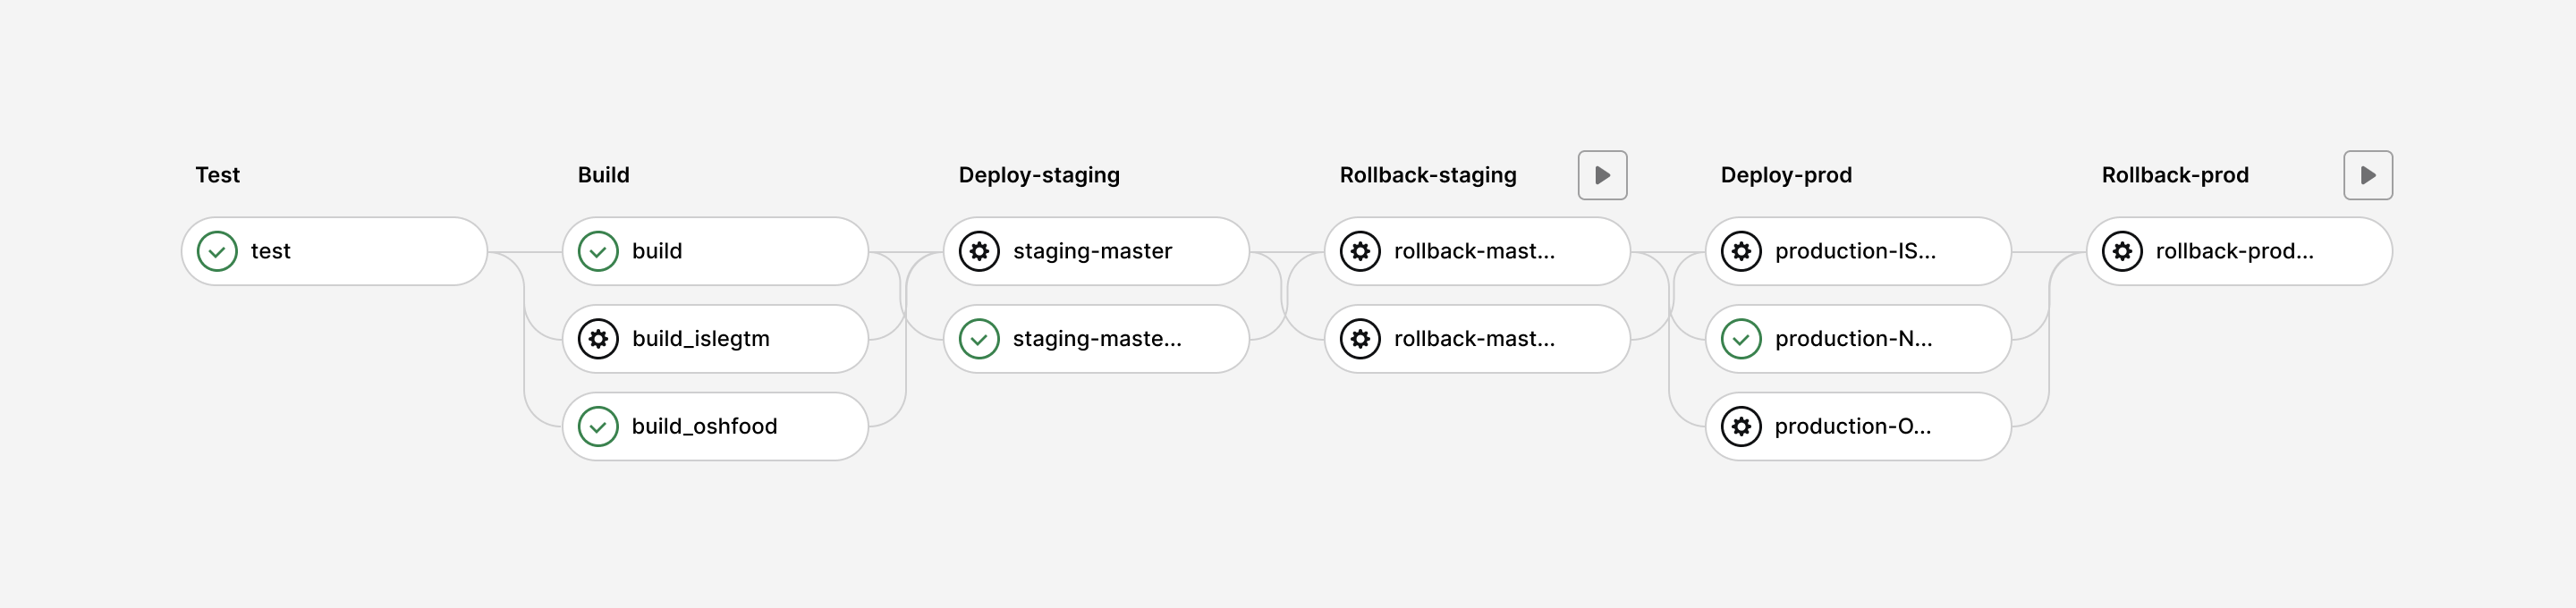 Test
Build
Deploy-staging
Rollback-staging
Deploy-prod
Rollback-prod
test
build
staging-master
rollback-mast...
production-IS...
rollback-prod...
build_islegtm
staging-maste...
rollback-mast...
production-N...
build_oshfood
production-O...